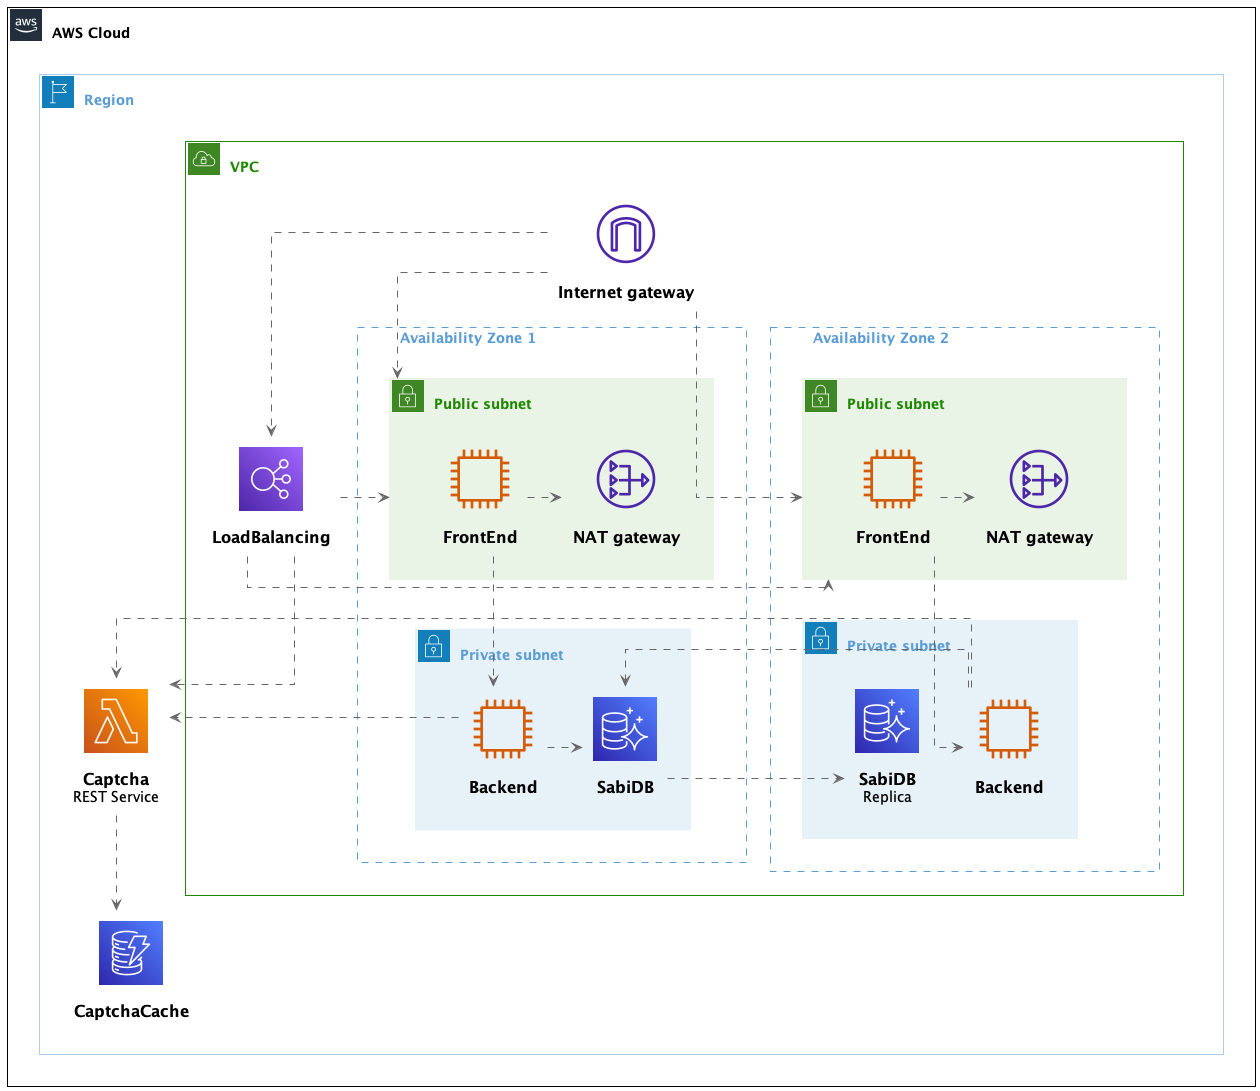 aws
AWS Cloud
Region
VPC
Internet gateway
Availability Zone 1
Availability Zone 2
Public subnet
Public subnet
LoadBalancing
FrontEnd
NAT gateway
FrontEnd
NAT gateway
Private subnet
Private subnet
Captcha
REST Service
Backend
SabiDB
SabiDB
Replica
Backend
CaptchaCache